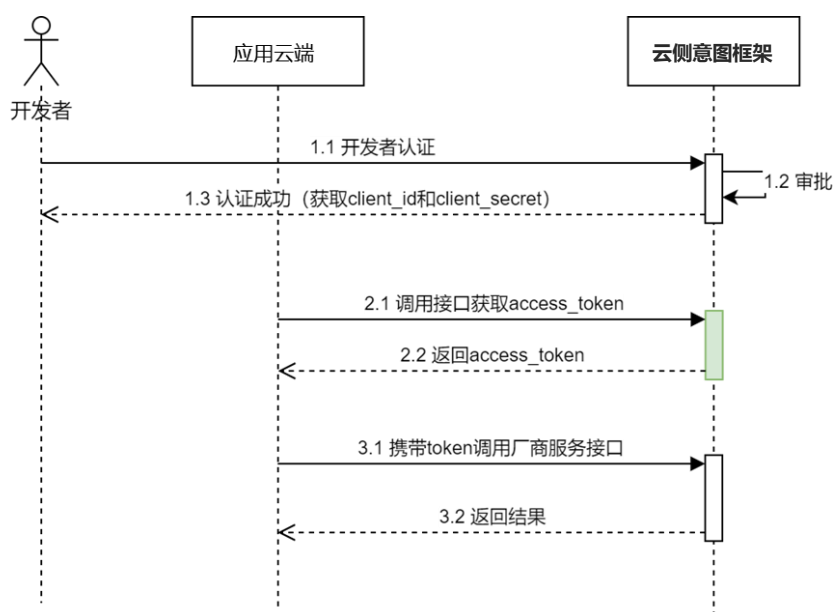 应用云端
云侧意图框架
开发者
1.1 开发者认证
1.2 审批
1.3 认证成功（获取client_id和client_secret）
2.1 调用接口获取access_token
2.2 返回access_token
3.1 携带token调用厂商服务接口
3.2 返回结果